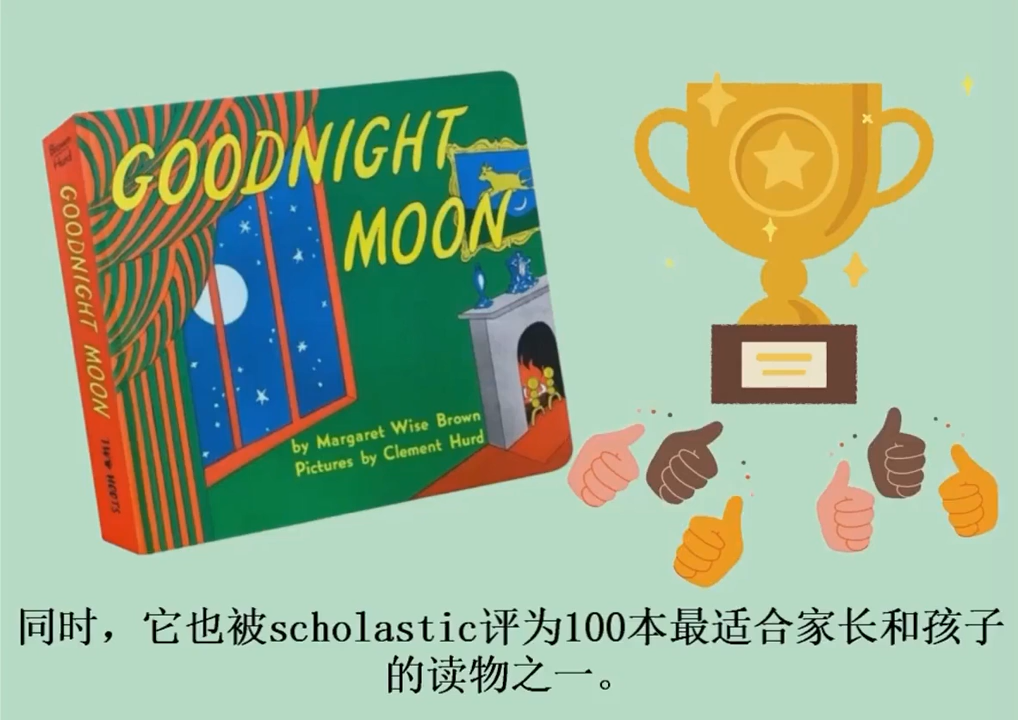 Brown
Hurd
GOODNIGHT MOON
GOODNIGHT
MOON
by Margaret Wise Brown
Pictures by Clement Hurd
同时，它也被scholastic评为100本最适合家长和孩子
的读物之一。